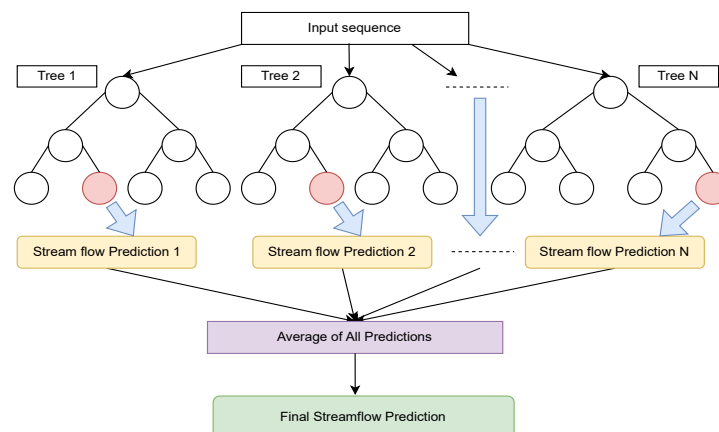 Input sequence
Tree 1
Tree 2
Tree N
Stream flow Prediction 1
Stream flow Prediction 2
Stream flow Prediction N
Average of All Predictions
Final Streamflow Prediction